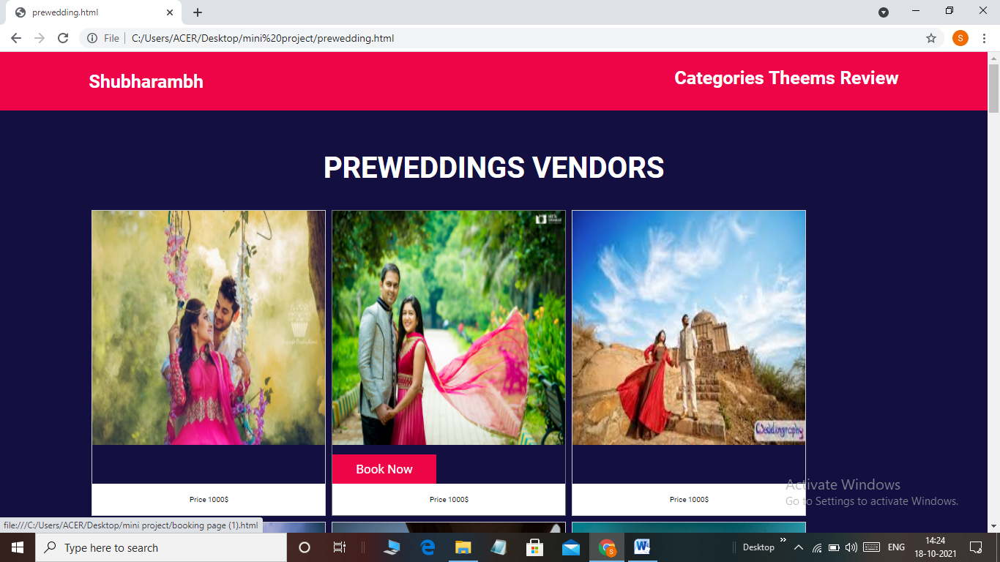 prewedding.html
File
C:/Users/ACER/Desktop/mini%20project/prewedding.html
S
Shubharambh
Categories Theems Review
PREWEDDINGS VENDORS
Weddingraphy
Book Now
Price 1000$
Price 1000$
Price 1000$
Activate Windows
Go to Settings to activate Windows.
file:///C:/Users/ACER/Desktop/mini project/booking page (1).html
Type here to search
S
Desktop
ENG
14:24
18-10-2021